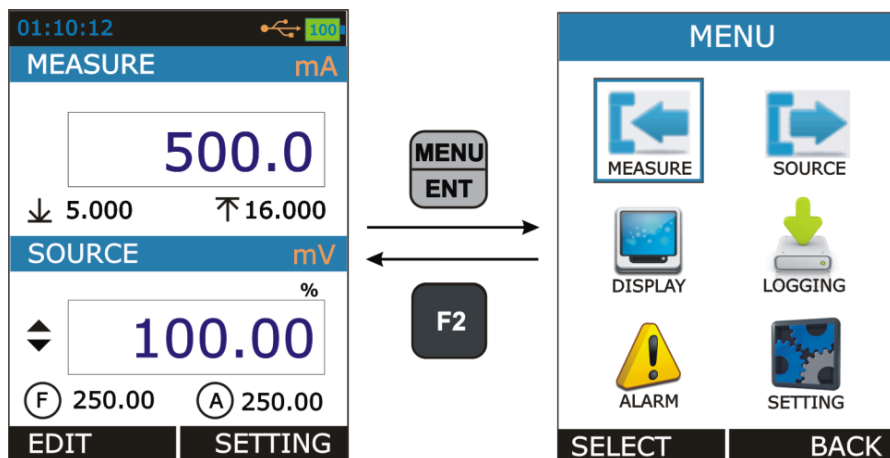 01:10:12 100
MEASURE mA
500.0
5.000 16.000
SOURCE mV
%
100.00
F 250.00 A 250.00
EDIT SETTING
MENU
ENT
F2
MENU
MEASURE SOURCE
DISPLAY LOGGING
ALARM SETTING
SELECT BACK